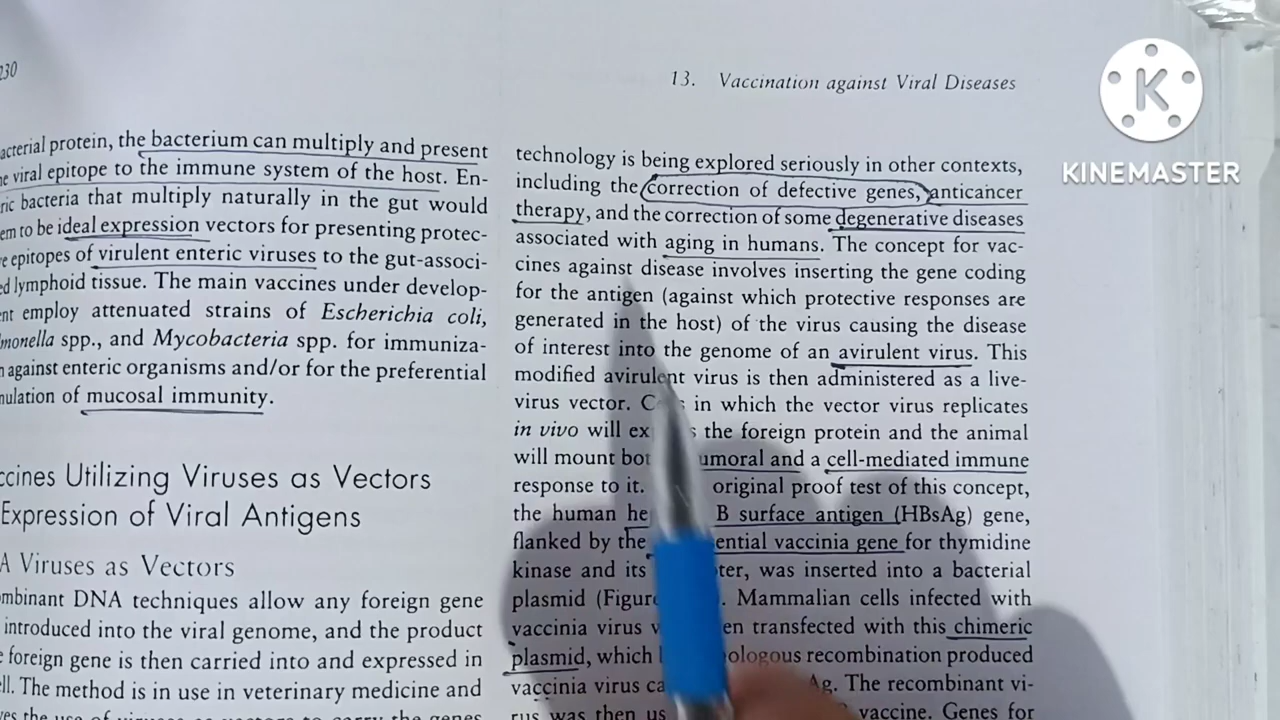 230
13. Vaccination against Viral Diseases
acterial protein, the bacterium can multiply and present
viral epitope to the immune system of the host. En-
ric bacteria that multiply naturally in the gut would
em to be ideal expression vectors for presenting protec-
e epitopes of virulent enteric viruses to the gut-associ-
ed lymphoid tissue. The main vaccines under develop-
nt employ attenuated strains of Escherichia coli,
monella spp., and Mycobacteria spp. for immuniza-
against enteric organisms and/or for the preferential
mulation of mucosal immunity.
ccines Utilizing Viruses as Vectors
Expression of Viral Antigens
A Viruses as Vectors
mbinant DNA techniques allow any foreign gene
introduced into the viral genome, and the product
e foreign gene is then carried into and expressed in
ll. The method is in use in veterinary medicine and
ves the use of viruses as vectors to carry the genes
technology is being explored seriously in other contexts,
including the correction of defective genes, anticancer
therapy, and the correction of some degenerative diseases
associated with aging in humans. The concept for vac-
cines against disease involves inserting the gene coding
for the antigen (against which protective responses are
generated in the host) of the virus causing the disease
of interest into the genome of an avirulent virus. This
modified avirulent virus is then administered as a live-
virus vector. in which the vector virus replicates
in vivo will the foreign protein and the animal
will mount umoral and a cell-mediated immune
response to it. original proof test of this concept,
the human B surface antigen (HBsAg) gene,
flanked by the ential vaccinia gene for thymidine
kinase and its ter, was inserted into a bacterial
plasmid (Figure . Mammalian cells infected with
vaccinia virus en transfected with this chimeric
plasmid, which ologous recombination produced
vaccinia virus Ag. The recombinant vi-
rus was then vaccine. Genes for
K
KINEMASTER